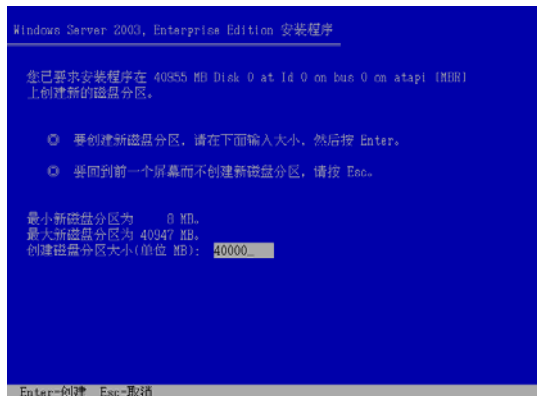 Windows Server 2003, Enterprise Edition 安装程序
您已要求安装程序在 40955 MB Disk 0 at Id 0 on bus 0 on atapi [MBR]
上创建新的磁盘分区。
◎ 要创建新磁盘分区，请在下面输入大小，然后按 Enter。
◎ 要回到前一个屏幕而不创建新磁盘分区，请按 Esc。
最小新磁盘分区为 8 MB。
最大新磁盘分区为 40947 MB。
创建磁盘分区大小(单位 MB): 40000_
Enter=创建 Esc=取消